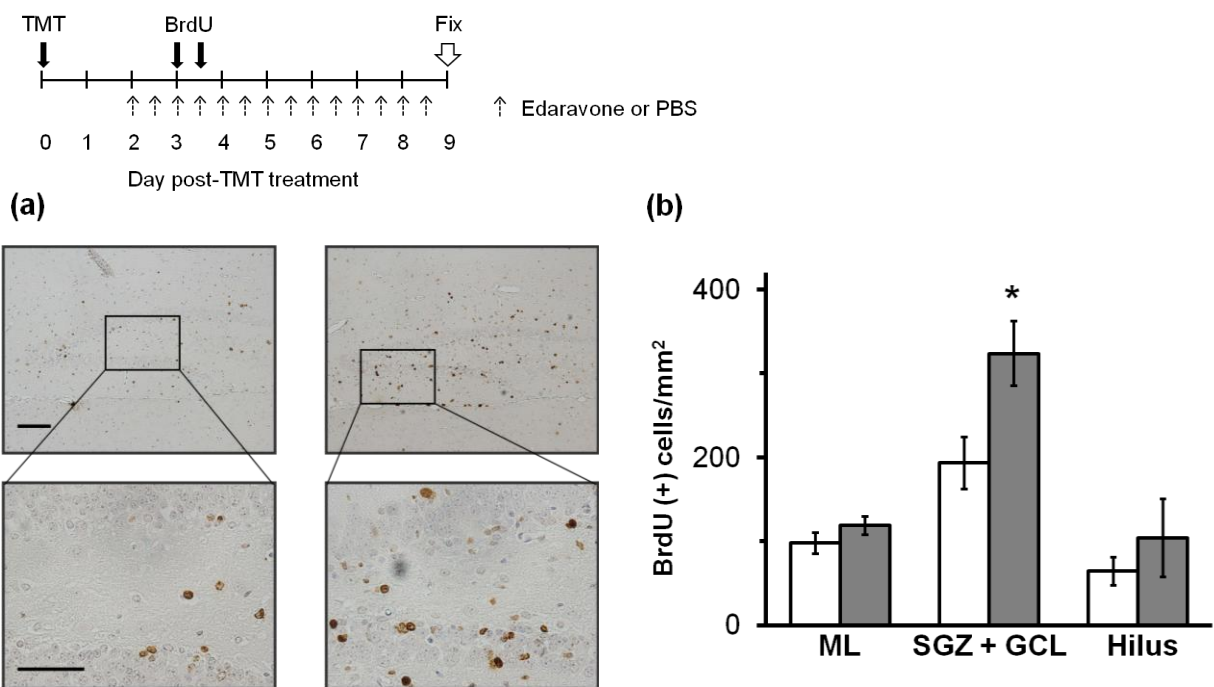 TMT BrdU Fix
Edaravone or PBS
0 1 2 3 4 5 6 7 8 9
Day post-TMT treatment
(a) (b)
400
200
0
BrdU (+) cells/mm²
*
ML SGZ + GCL Hilus